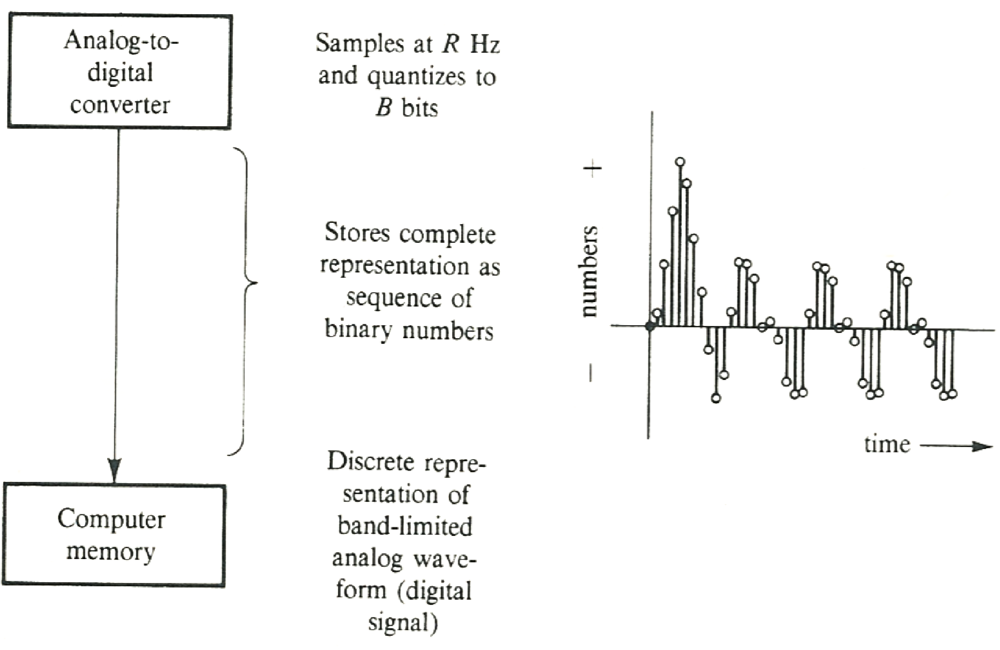 Analog-to-
digital
converter
Samples at R Hz
and quantizes to
B bits
Stores complete
representation as
sequence of
binary numbers
+
numbers
−
time
Discrete repre-
sentation of
band-limited
analog wave-
form (digital
signal)
Computer
memory